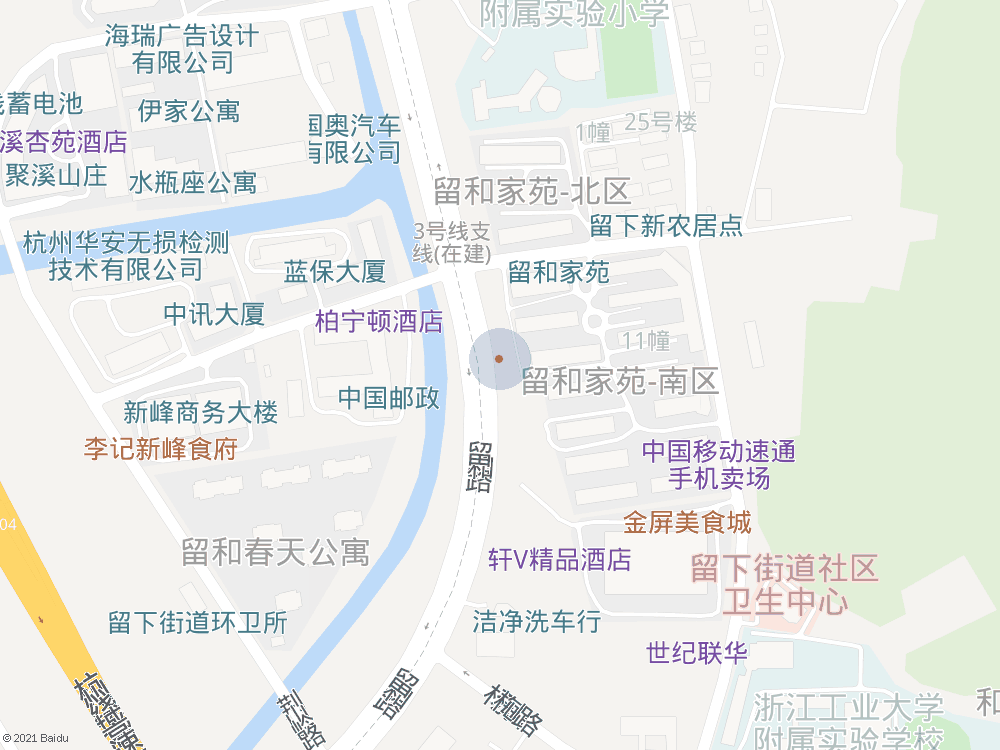 附属实验小学
海瑞广告设计
有限公司
蓄电池
伊家公寓
国奥汽车
有限公司
1幢
25号楼
溪杏苑酒店
聚溪山庄
水瓶座公寓
留和家苑-北区
留下新农居点
3号线支
线(在建)
杭州华安无损检测
技术有限公司
蓝保大厦
留和家苑
中讯大厦
柏宁顿酒店
11幢
留和家苑-南区
中国邮政
新峰商务大楼
李记新峰食府
中国移动速通
手机卖场
留和路
04
金屏美食城
留和春天公寓
轩V精品酒店
留下街道社区
卫生中心
留下街道环卫所
洁净洗车行
世纪联华
留和路
荆山路
浙江工业大学
附属实验学校
和
© 2021 Baidu